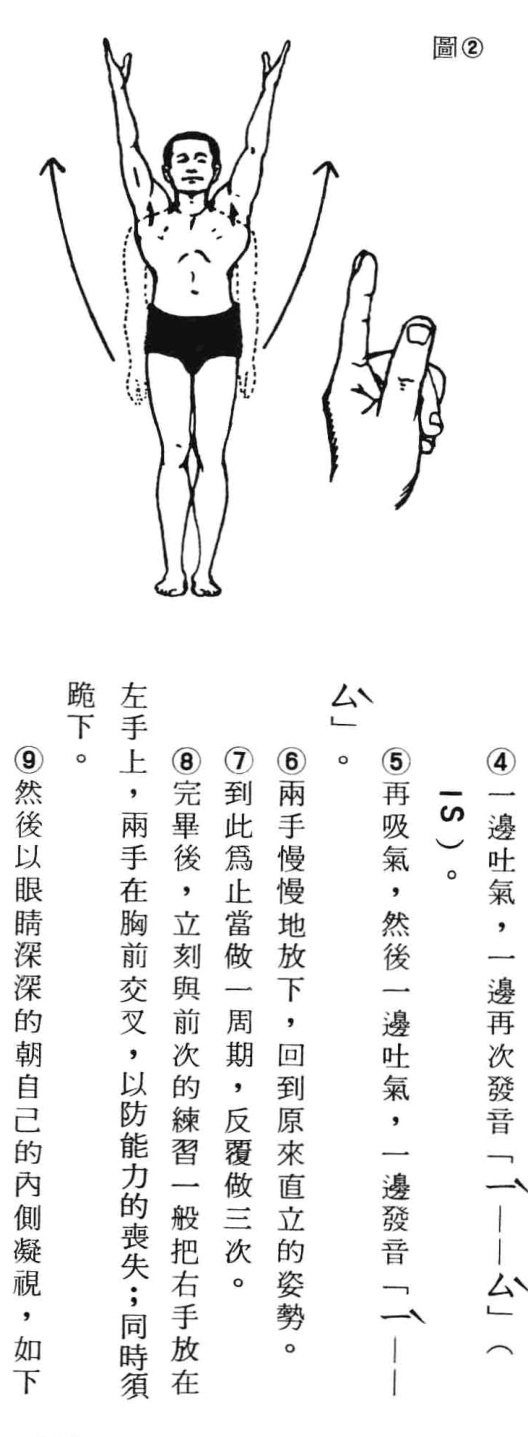 圖②
④一邊吐氣，一邊再次發音「ㄧˊ——ㄙˋ」（
IS）。
⑤再吸氣，然後一邊吐氣，一邊發音「ㄧˊ——
ㄙˋ」。
⑥兩手慢慢地放下，回到原來直立的姿勢。
⑦到此爲止當做一周期，反覆做三次。
⑧完畢後，立刻與前次的練習一般把右手放在
左手上，兩手在胸前交叉，以防能力的喪失；同時須
跪下。
⑨然後以眼睛深深的朝自己的內側凝視，如下